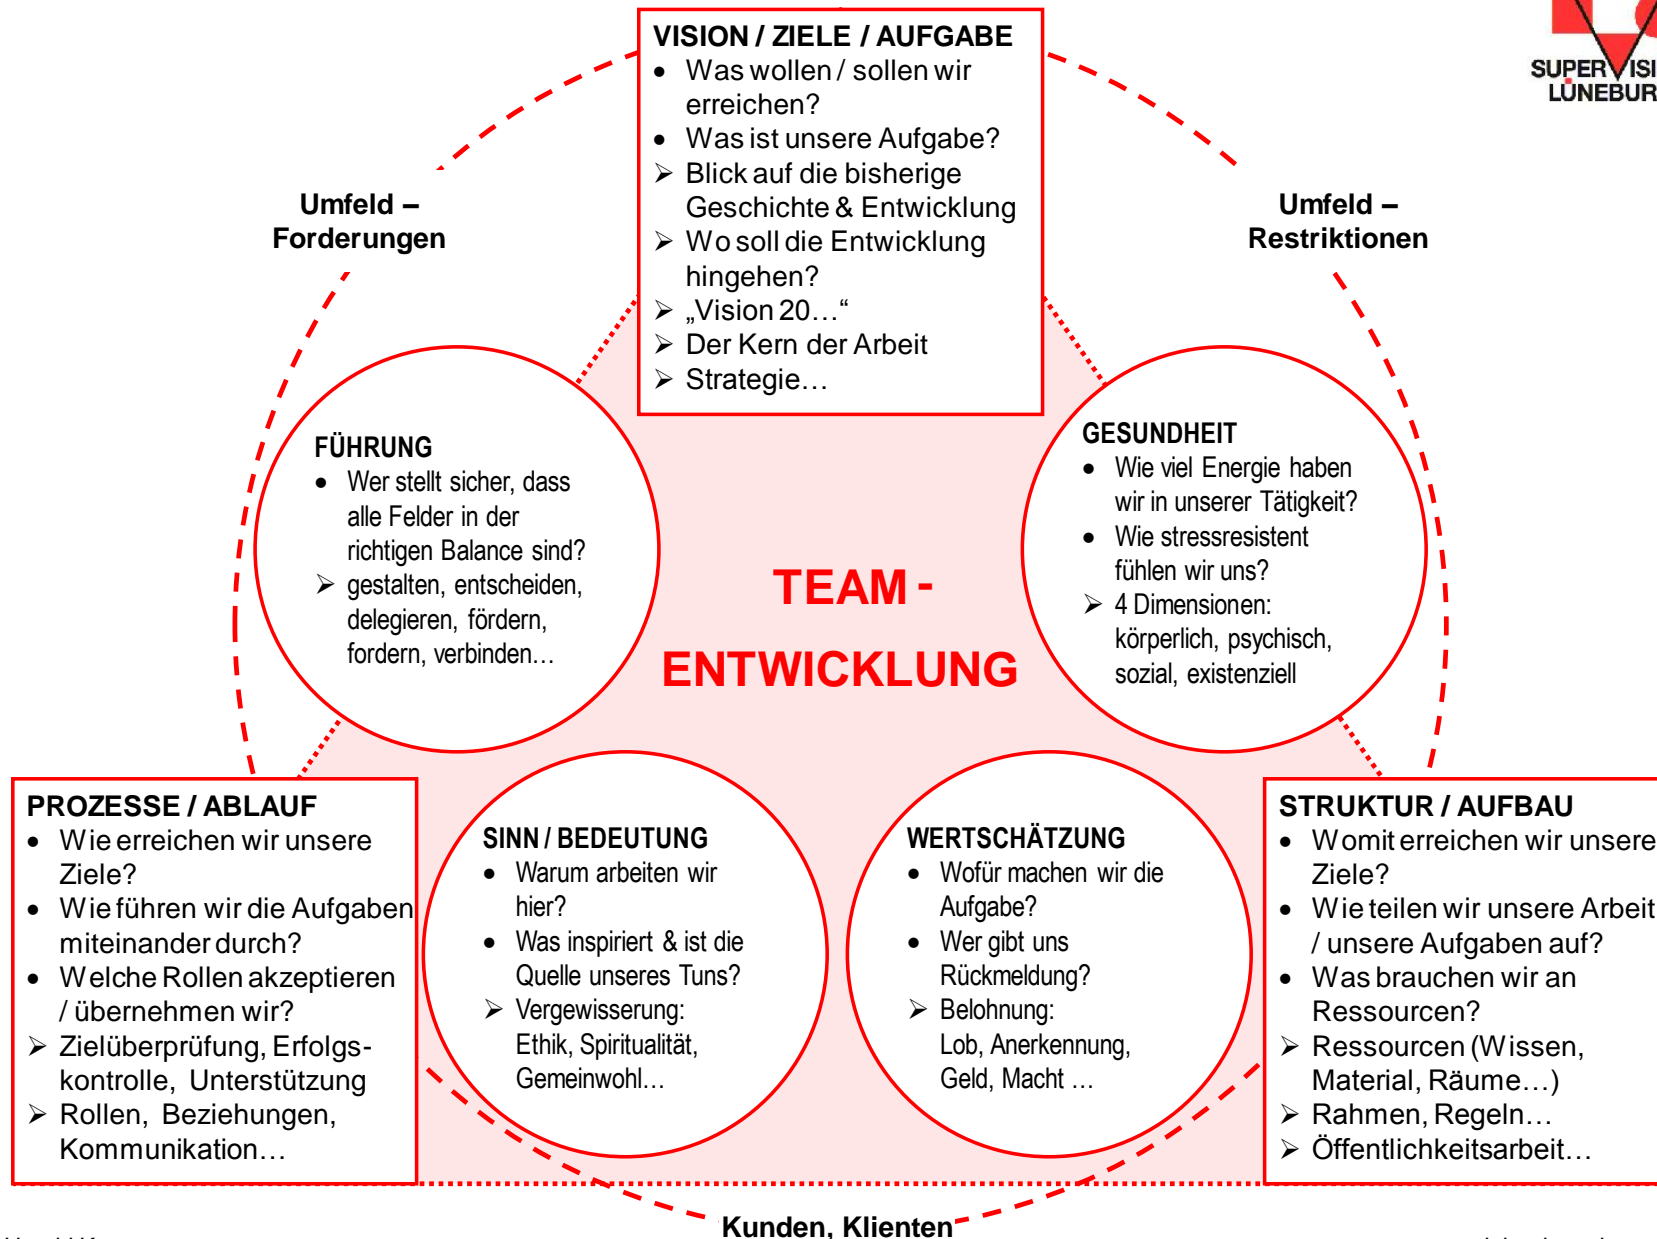 VISION / ZIELE / AUFGABE
• Was wollen / sollen wir
erreichen?
• Was ist unsere Aufgabe?
➢ Blick auf die bisherige
Geschichte & Entwicklung
➢ Wo soll die Entwicklung
hingehen?
➢ „Vision 20…“
➢ Der Kern der Arbeit
➢ Strategie…
Umfeld –
Forderungen
Umfeld –
Restriktionen
FÜHRUNG
• Wer stellt sicher, dass
alle Felder in der
richtigen Balance sind?
➢ gestalten, entscheiden,
delegieren, fördern,
fordern, verbinden…
GESUNDHEIT
• Wie viel Energie haben
wir in unserer Tätigkeit?
• Wie stressresistent
fühlen wir uns?
➢ 4 Dimensionen:
körperlich, psychisch,
sozial, existenziell
TEAM -
ENTWICKLUNG
PROZESSE / ABLAUF
• Wie erreichen wir unsere
Ziele?
• Wie führen wir die Aufgaben
miteinander durch?
• Welche Rollen akzeptieren
/ übernehmen wir?
➢ Zielüberprüfung, Erfolgs-
kontrolle, Unterstützung
➢ Rollen, Beziehungen,
Kommunikation…
SINN / BEDEUTUNG
• Warum arbeiten wir
hier?
• Was inspiriert & ist die
Quelle unseres Tuns?
➢ Vergewisserung:
Ethik, Spiritualität,
Gemeinwohl…
WERTSCHÄTZUNG
• Wofür machen wir die
Aufgabe?
• Wer gibt uns
Rückmeldung?
➢ Belohnung:
Lob, Anerkennung,
Geld, Macht …
STRUKTUR / AUFBAU
• Womit erreichen wir unsere
Ziele?
• Wie teilen wir unsere Arbeit
/ unsere Aufgaben auf?
• Was brauchen wir an
Ressourcen?
➢ Ressourcen (Wissen,
Material, Räume…)
➢ Rahmen, Regeln…
➢ Öffentlichkeitsarbeit…
Kunden, Klienten